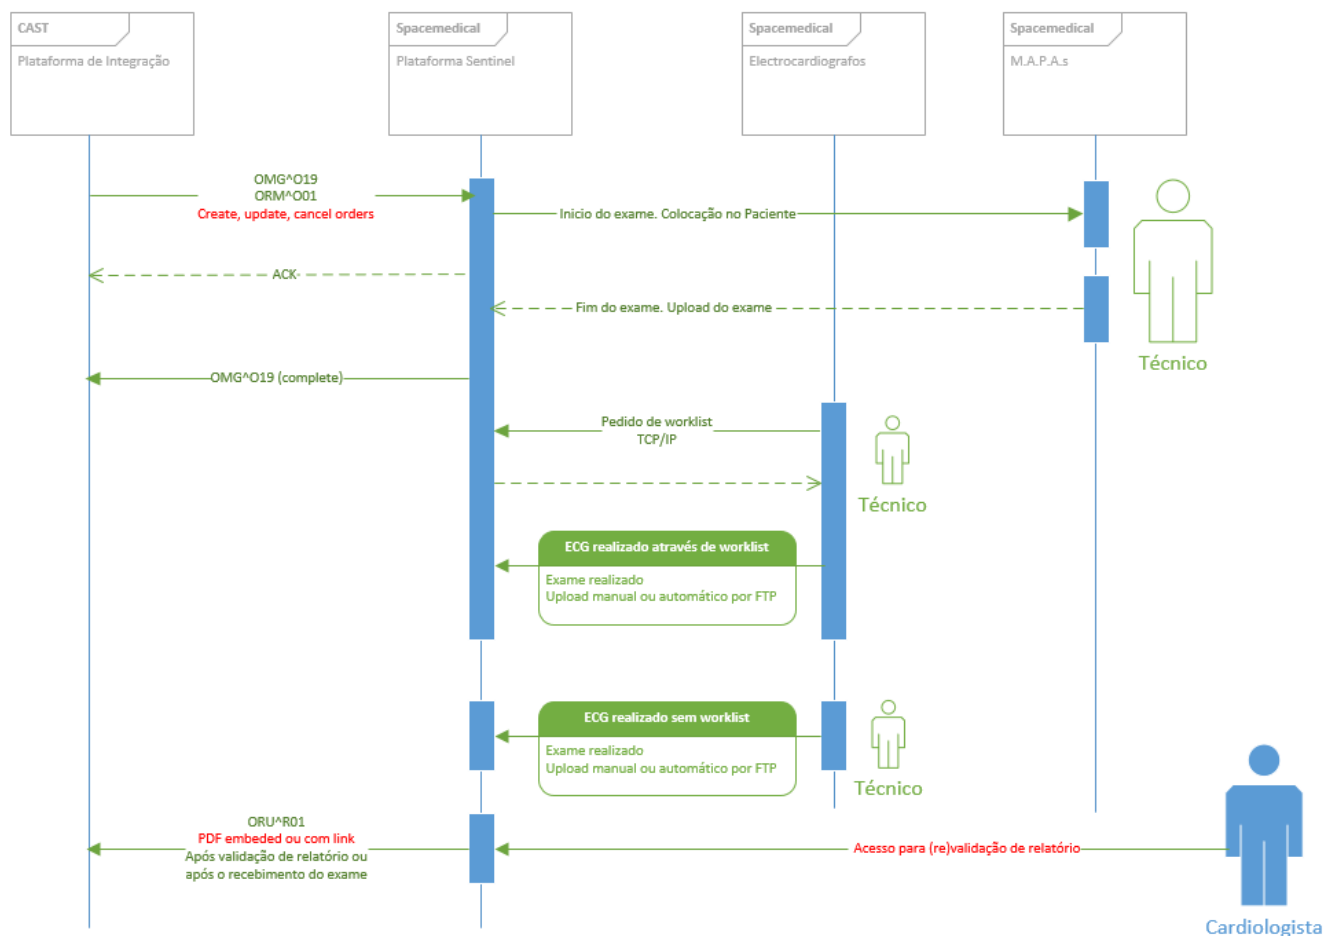 CAST
Plataforma de Integração
Spacemedical
Plataforma Sentinel
Spacemedical
Electrocardiografos
Spacemedical
M.A.P.A.s
OMG^O19
ORM^O01
Create, update, cancel orders
Inicio do exame. Colocação no Paciente
ACK
Fim do exame. Upload do exame
Técnico
OMG^O19 (complete)
Pedido de worklist
TCP/IP
Técnico
ECG realizado através de worklist
Exame realizado
Upload manual ou automático por FTP
ECG realizado sem worklist
Exame realizado
Upload manual ou automático por FTP
Técnico
ORU^R01
PDF embeded ou com link
Após validação de relatório ou
após o recebimento do exame
Acesso para (re)validação de relatório
Cardiologista